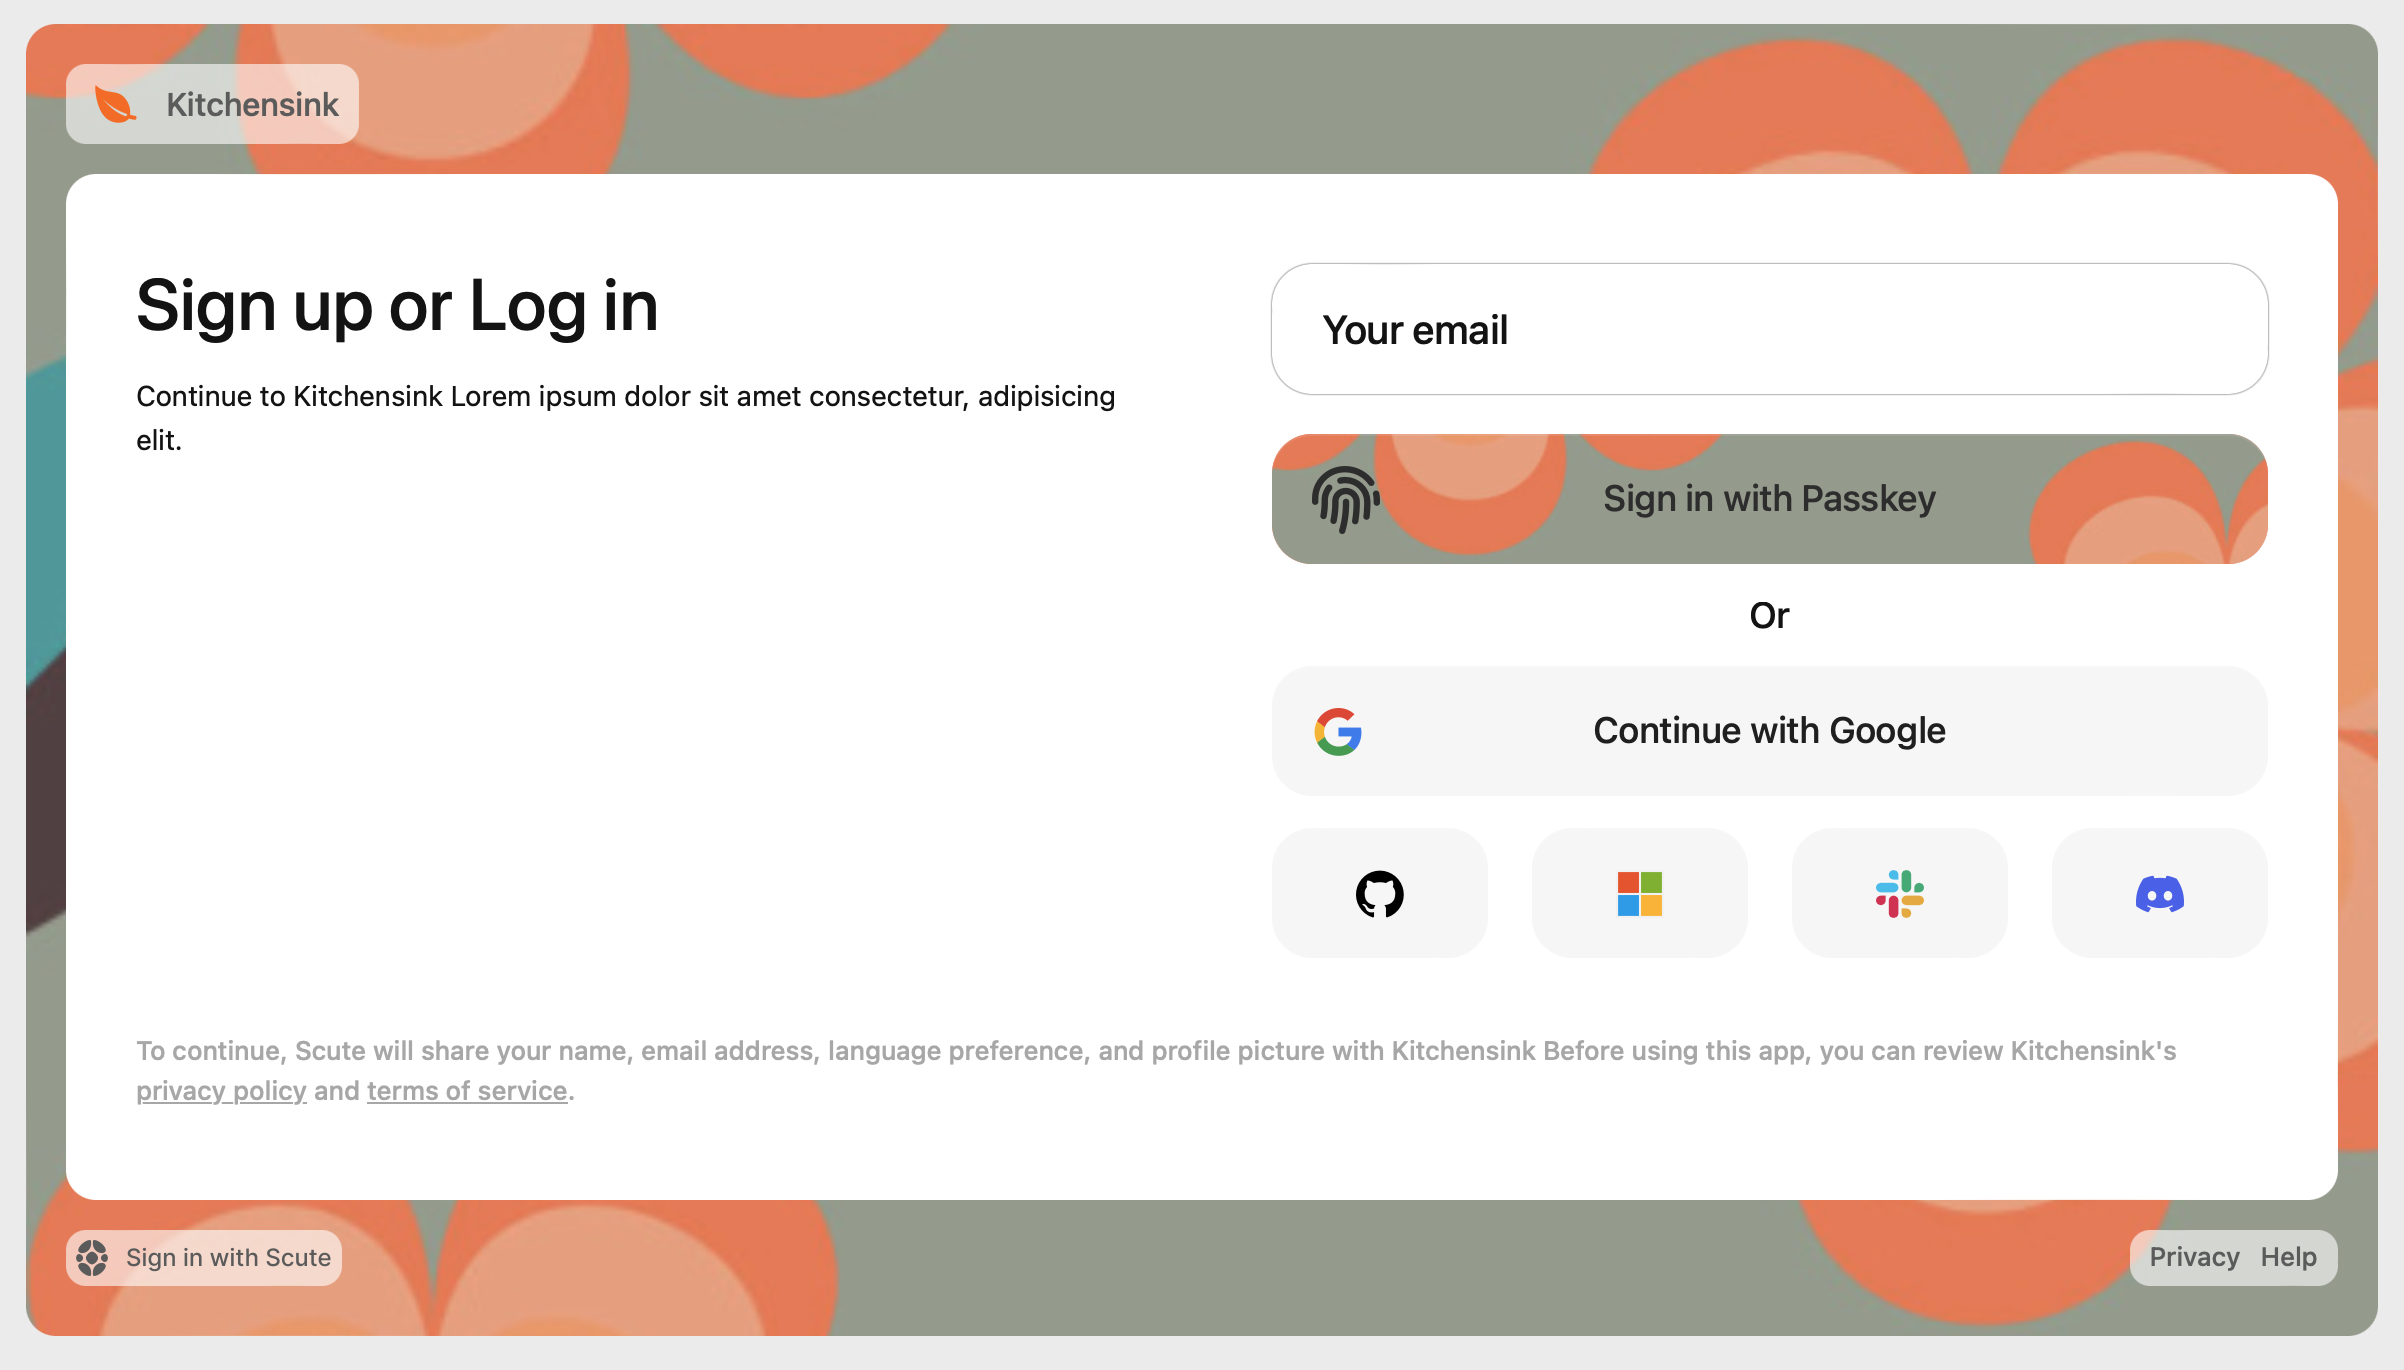 Kitchensink
Sign up or Log in
Continue to Kitchensink Lorem ipsum dolor sit amet consectetur, adipisicing
elit.
Your email
Sign in with Passkey
Or
Continue with Google
To continue, Scute will share your name, email address, language preference, and profile picture with Kitchensink Before using this app, you can review Kitchensink's
privacy policy and terms of service.
Sign in with Scute
Privacy Help